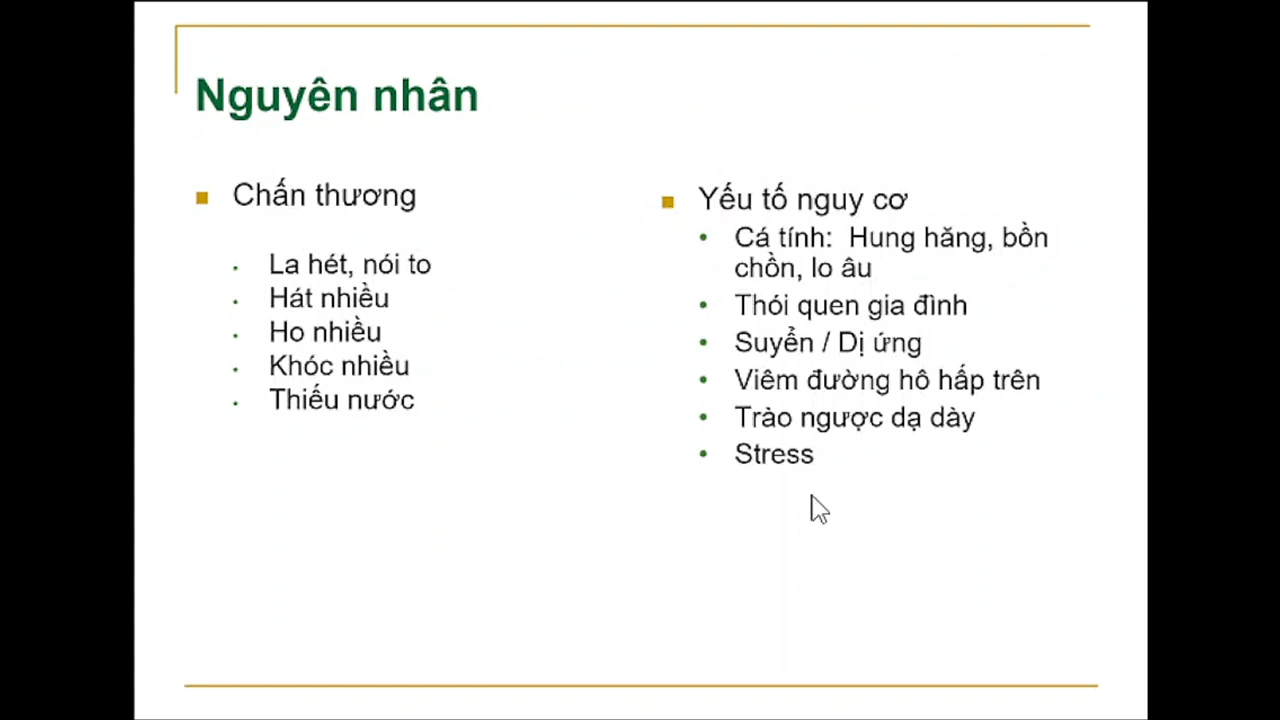 Nguyên nhân
Chấn thương
La hét, nói to
Hát nhiều
Ho nhiều
Khóc nhiều
Thiếu nước
Yếu tố nguy cơ
Cá tính: Hung hăng, bồn
chồn, lo âu
Thói quen gia đình
Suyển / Dị ứng
Viêm đường hô hấp trên
Trào ngược dạ dày
Stress